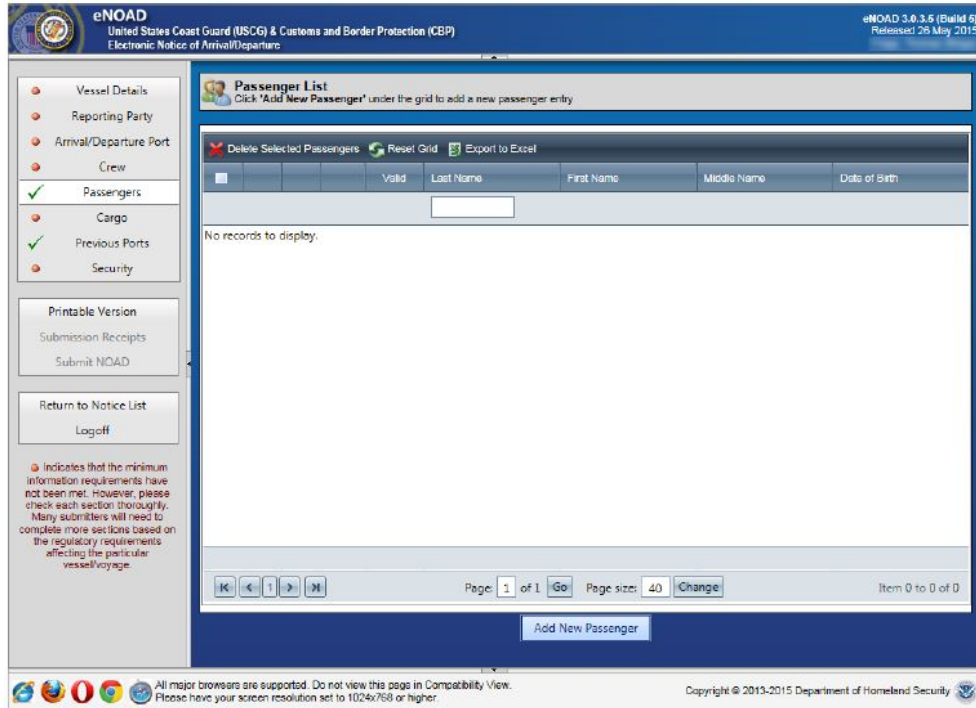 eNOAD
United States Coast Guard (USCG) & Customs and Border Protection (CBP)
Electronic Notice of Arrival/Departure
eNOAD 3.0.3.5 (Build 6)
Released 26 May 2015
Vessel Details
Reporting Party
Arrival/Departure Port
Crew
Passengers
Cargo
Previous Ports
Security
Printable Version
Submission Receipts
Submit NOAD
Return to Notice List
Logoff
Indicates that the minimum
information requirements have
not been met. However, please
check each section thoroughly.
Many submitters will need to
complete more sections based on
the regulatory requirements
affecting the particular
vessel/voyage.
Passenger List
Click 'Add New Passenger' under the grid to add a new passenger entry
Delete Selected Passengers Reset Grid Export to Excel
Valid Last Name First Name Middle Name Date of Birth
No records to display.
1 Page: 1 of 1 Go Page size: 40 Change Item 0 to 0 of 0
Add New Passenger
All major browsers are supported. Do not view this page in Compatibility View.
Please have your screen resolution set to 1024x768 or higher.
Copyright © 2013-2015 Department of Homeland Security